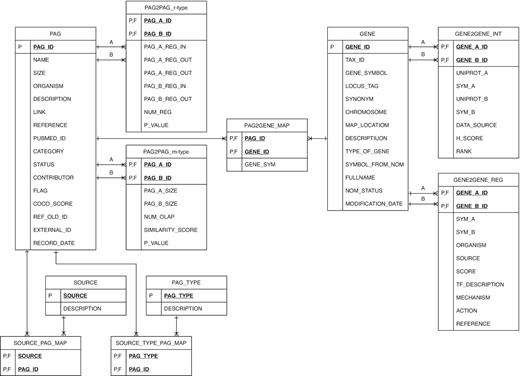 PAG
P PAG_ID
NAME
SIZE
ORGANISM
DESCRIPTION
LINK
REFERENCE
PUBMED_ID
CATEGORY
STATUS
CONTRIBUTOR
FLAG
COCO_SCORE
REF_OLD_ID
EXTERNAL_ID
RECORD_DATE
A
B
A
B
PAG2PAG_r-type
P,F PAG_A_ID
P,F PAG_B_ID
PAG_A_REG_IN
PAG_A_REG_OUT
PAG_A_REG_OUT
PAG_B_REG_IN
PAG_B_REG_OUT
NUM_REG
P_VALUE
PAG2PAG_m-type
P,F PAG_A_ID
P,F PAG_B_ID
PAG_A_SIZE
PAG_B_SIZE
NUM_OLAP
SIMILARITY_SCORE
P_VALUE
PAG2GENE_MAP
P,F PAG_ID
P,F GENE_ID
GENE_SYM
GENE
P GENE_ID
TAX_ID
GENE_SYMBOL
LOCUS_TAG
SYNONYM
CHROMOSOME
MAP_LOCATIOM
DESCRIPTIUON
TYPE_OF_GENE
SYMBOL_FROM_NOM
FULLNAME
NOM_STATUS
MODIFICATION_DATE
A
B
A
B
GENE2GENE_INT
P,F GENE_A_ID
P,F GENE_B_ID
UNIPROT_A
SYM_A
UNIPROT_B
SYM_B
DATA_SOURCE
H_SCORE
RANK
GENE2GENE_REG
P,F GENE_A_ID
P,F GENE_B_ID
SYM_A
SYM_B
ORGANISM
SOURCE
SCORE
TF_DESCRIPTION
MECHANISM
ACTION
REFERENCE
SOURCE
P SOURCE
DESCRIPTION
PAG_TYPE
P PAG_TYPE
DESCRIPTION
SOURCE_PAG_MAP
P,F SOURCE
P,F PAG_ID
SOURCE_TYPE_PAG_MAP
P,F PAG_TYPE
P,F PAG_ID